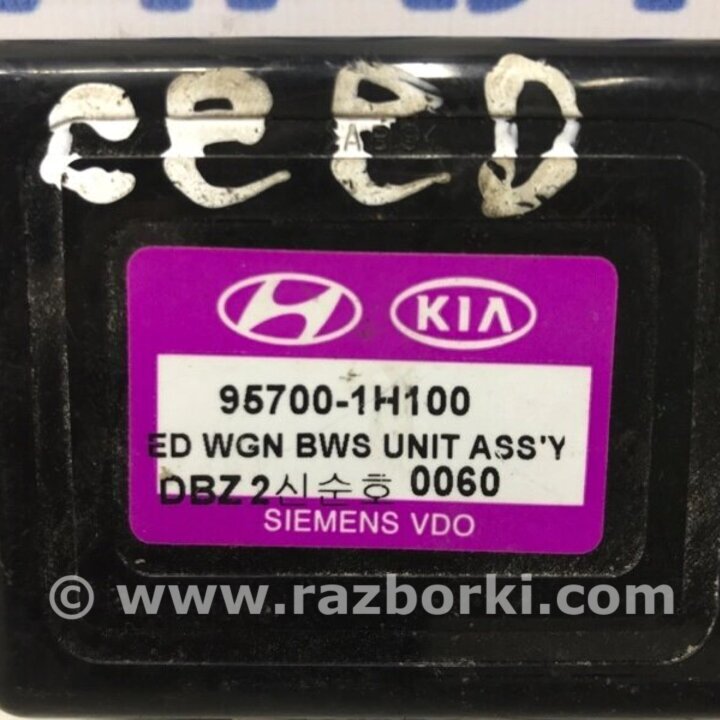 CEED
KIA
95700-1H100
ED WGN BWS UNIT ASS'Y
DBZ 2신순호 0060
SIEMENS VDO
© www.razborki.com